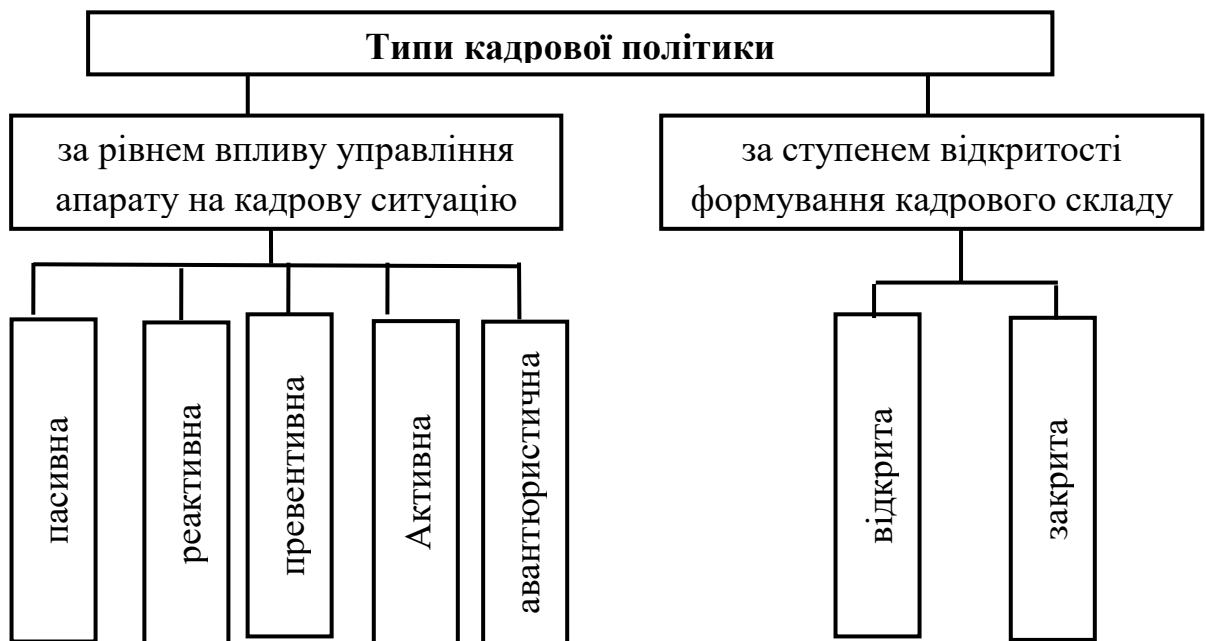 Типи кадрової політики
за рівнем впливу управління
апарату на кадрову ситуацію
за ступенем відкритості
формування кадрового складу
пасивна
реактивна
превентивна
Активна
авантюристична
відкрита
закрита